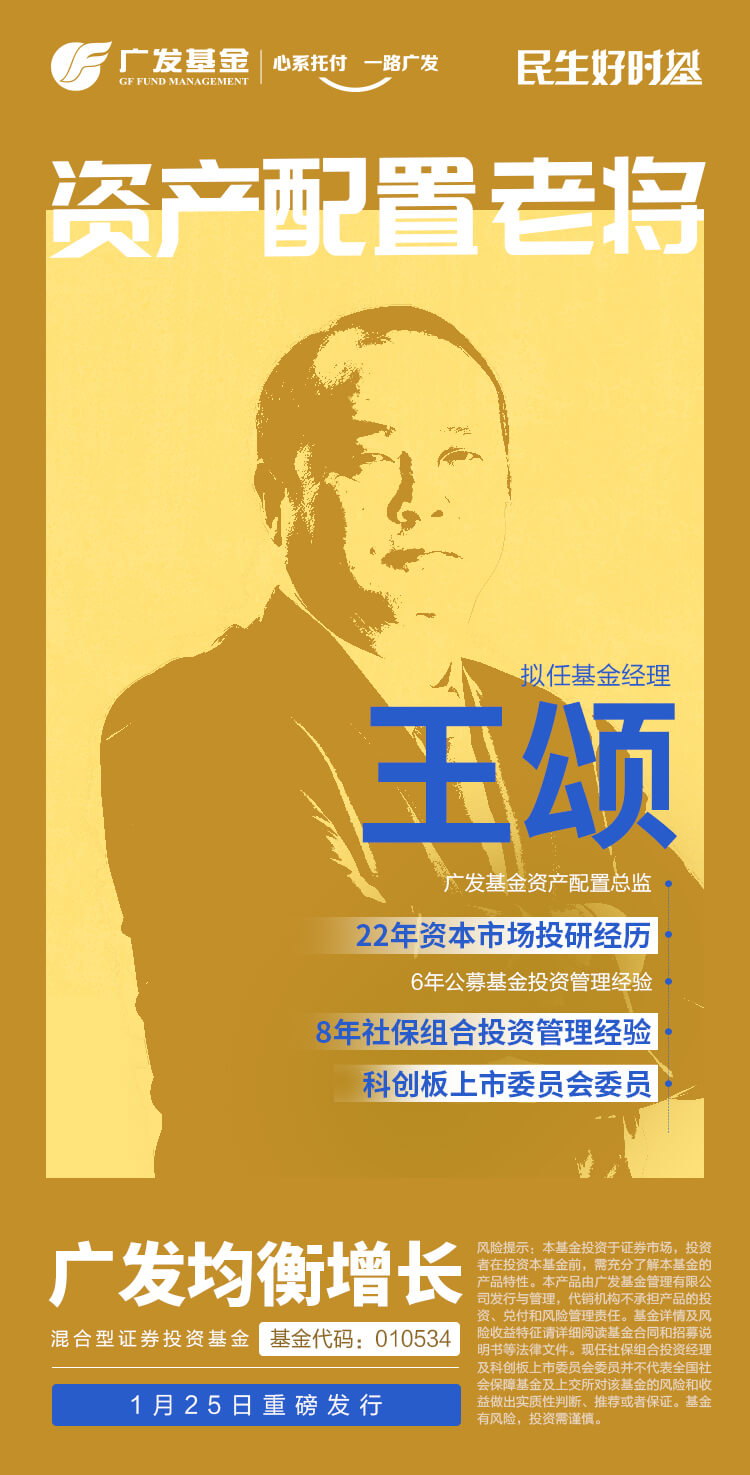 广发基金
GF FUND MANAGEMENT
心系托付 一路广发
民生好时基
资产配置老将
拟任基金经理
王颂
广发基金资产配置总监
22年资本市场投研经历
6年公募基金投资管理经验
8年社保组合投资管理经验
科创板上市委员会委员
广发均衡增长
混合型证券投资基金
基金代码：010534
1月25日重磅发行
风险提示：本基金投资于证券市场，投资
者在投资本基金前，需充分了解本基金的
产品特性。本产品由广发基金管理有限公
司发行与管理，代销机构不承担产品的投
资、兑付和风险管理责任。基金详情及风
险收益特征请详细阅读基金合同和招募说
明书等法律文件。现任社保组合投资经理
及科创板上市委员会委员并不代表全国社
会保障基金及上交所对该基金的风险和收
益做出实质性判断、推荐或者保证。基金
有风险，投资需谨慎。